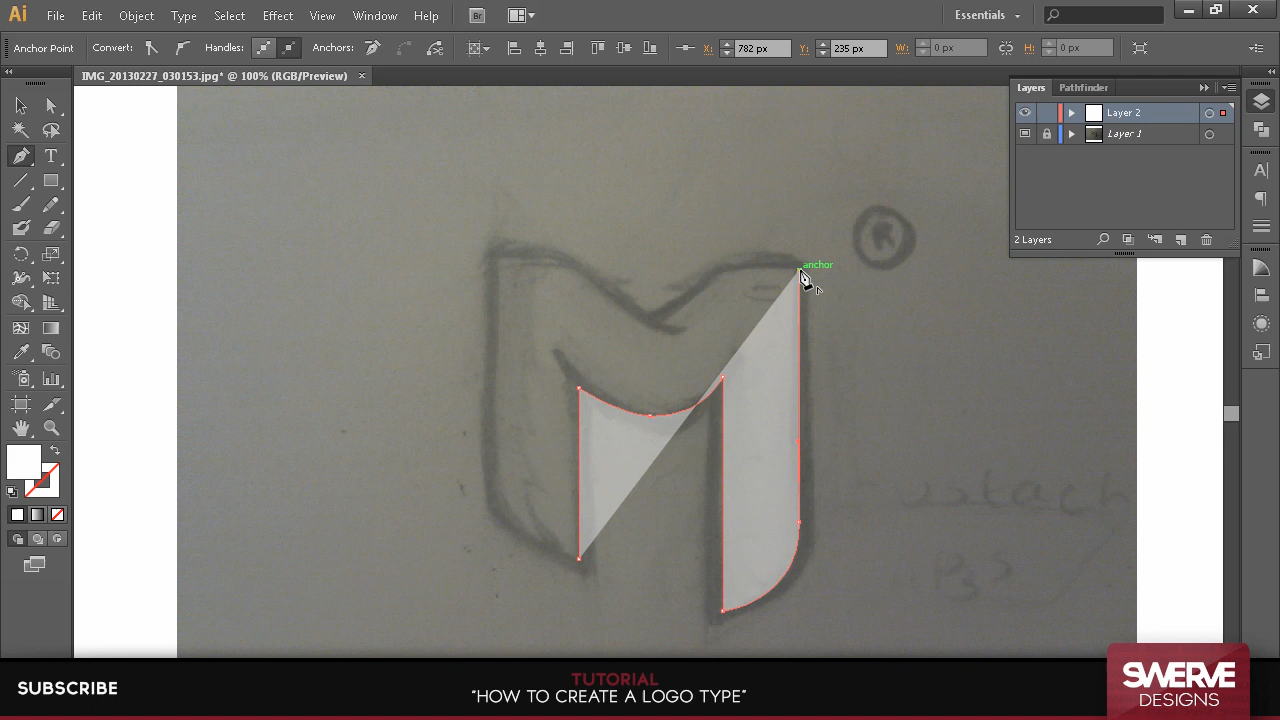 Ai File Edit Object Type Select Effect View Window Help Br Essentials
Anchor Point Convert: Handles: Anchors: X: 782 px Y: 235 px W: 0 px H: 0 px
IMG_20130227_030153.jpg* @ 100% (RGB/Preview)
Layers Pathfinder
Layer 2
Layer 1
2 Layers
R
anchor
M
SUBSCRIBE
TUTORIAL
"HOW TO CREATE A LOGO TYPE"
SWERVE
DESIGNS